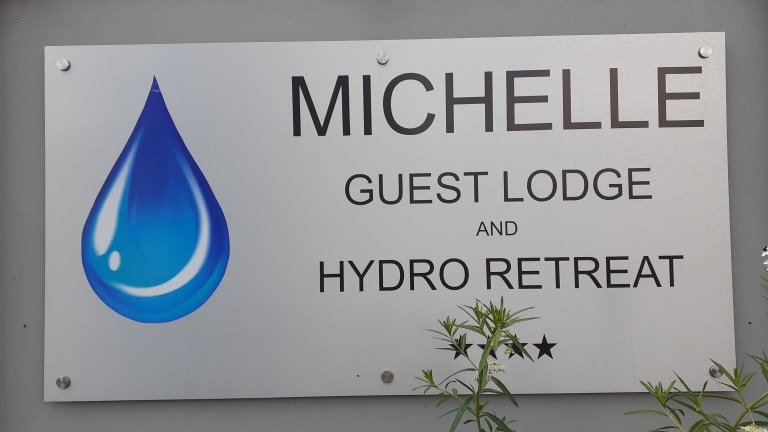 MICHELLE
GUEST LODGE
AND
HYDRO RETREAT
★★★★